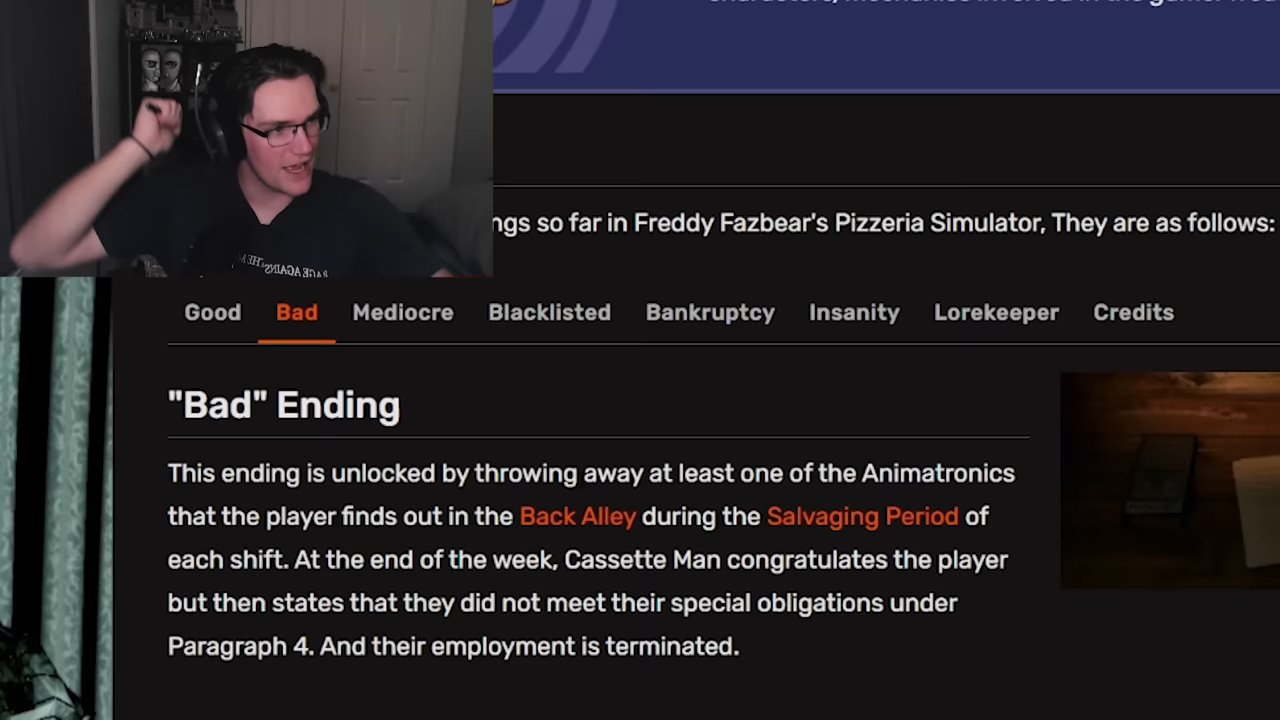 ngs so far in Freddy Fazbear's Pizzeria Simulator, They are as follows:
Good Bad Mediocre Blacklisted Bankruptcy Insanity Lorekeeper Credits
"Bad" Ending
This ending is unlocked by throwing away at least one of the Animatronics
that the player finds out in the Back Alley during the Salvaging Period of
each shift. At the end of the week, Cassette Man congratulates the player
but then states that they did not meet their special obligations under
Paragraph 4. And their employment is terminated.